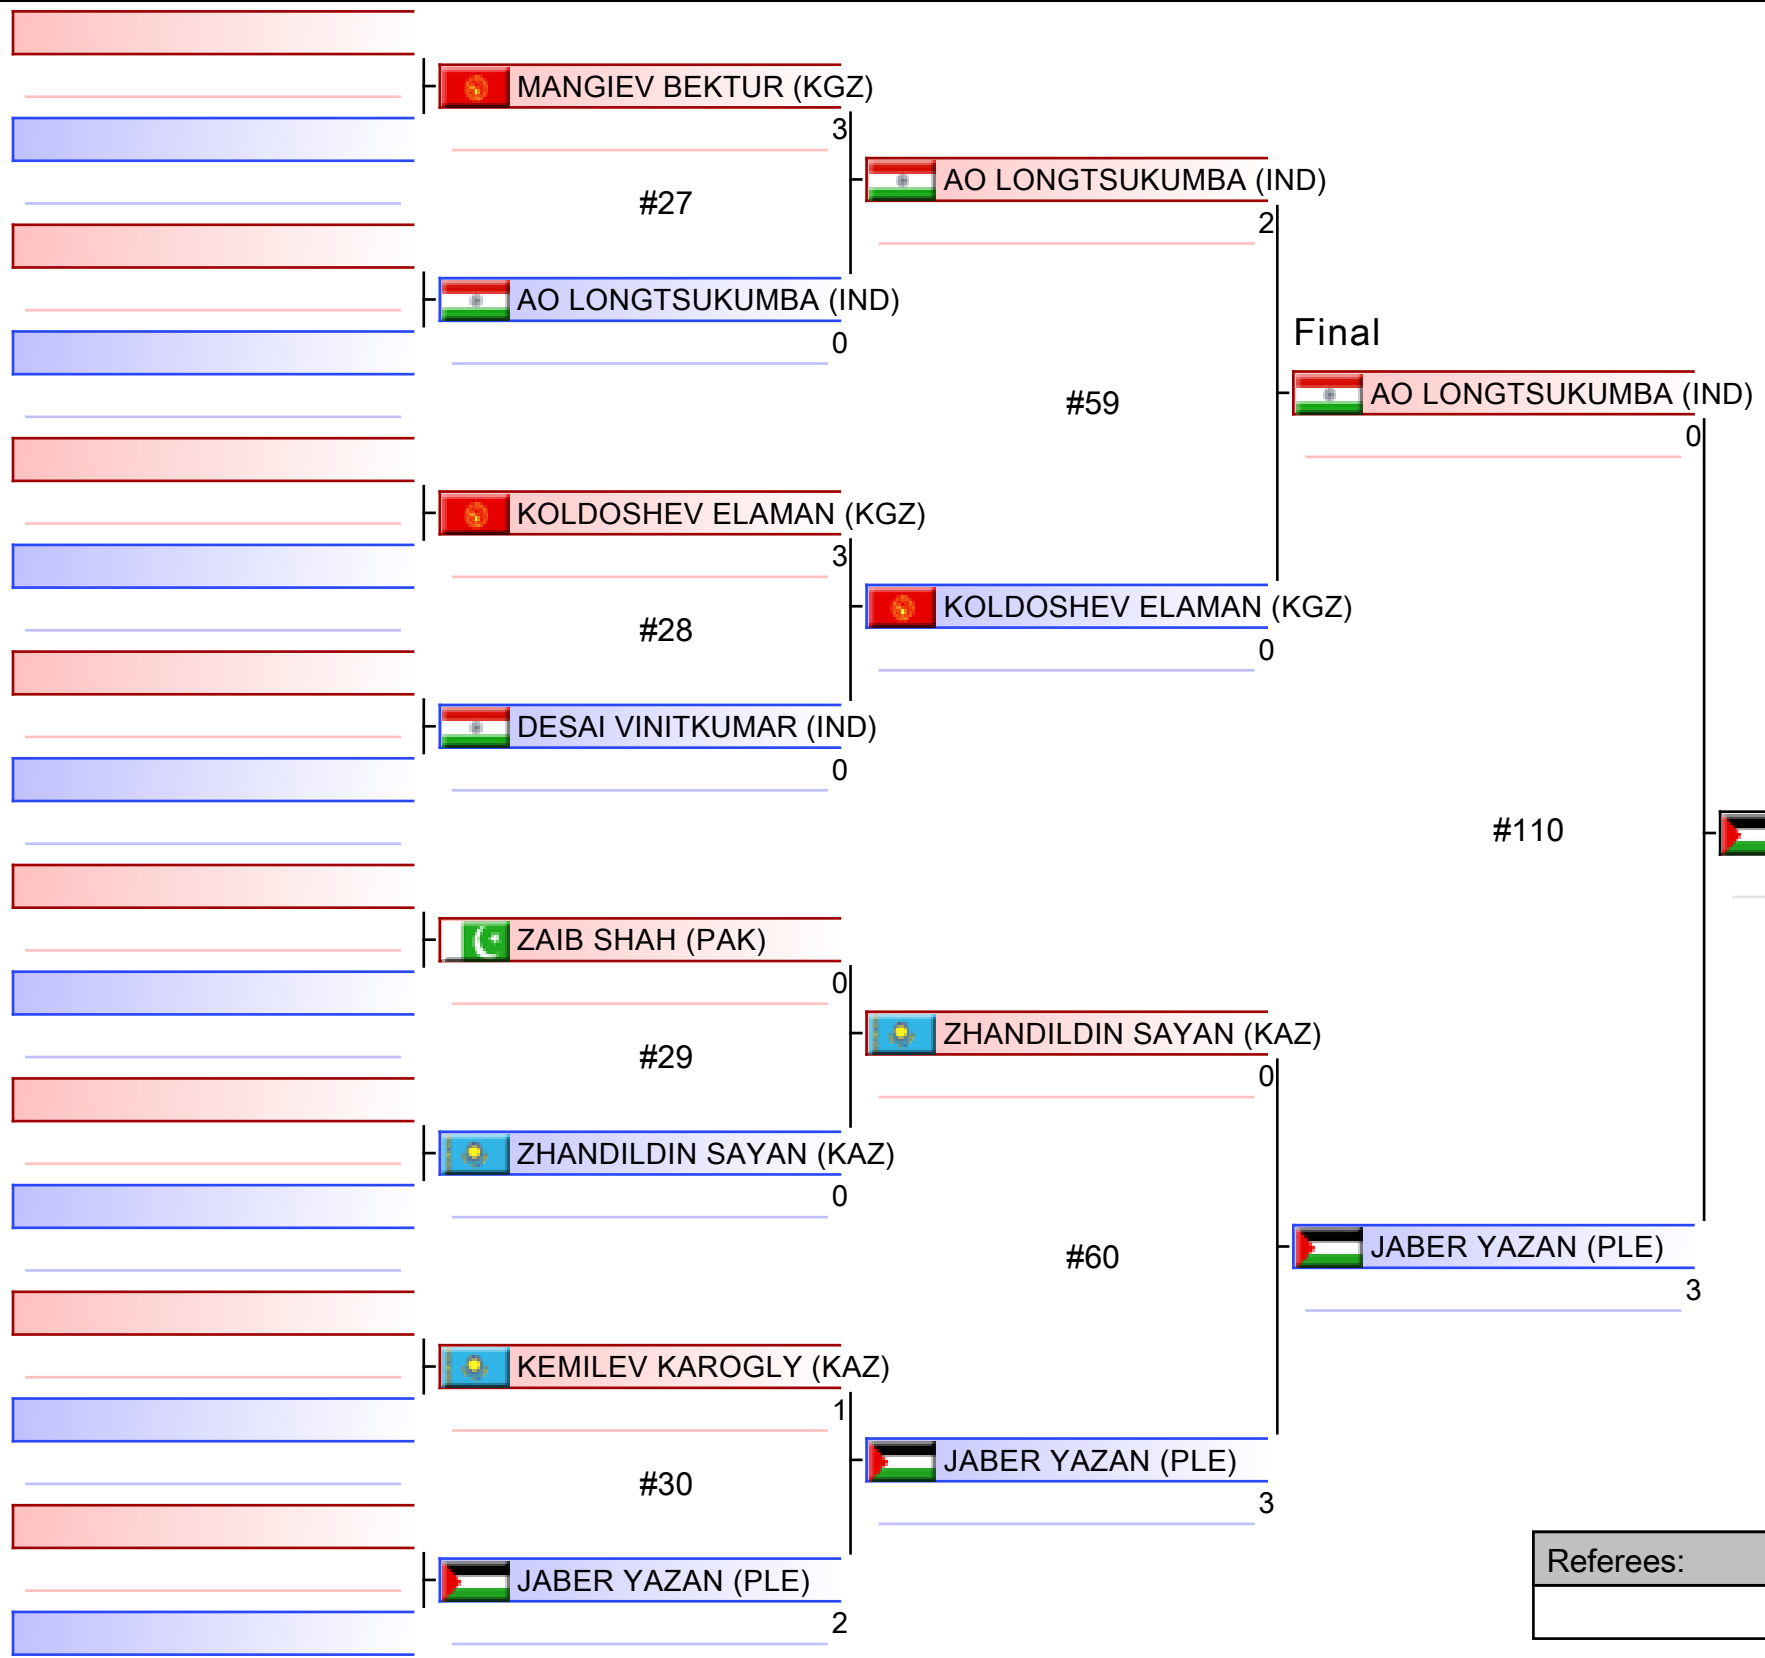 MANGIEV BEKTUR (KGZ)
3
#27
AO LONGTSUKUMBA (IND)
0
KOLDOSHEV ELAMAN (KGZ)
3
#28
DESAI VINITKUMAR (IND)
0
ZAIB SHAH (PAK)
0
#29
ZHANDILDIN SAYAN (KAZ)
0
KEMILEV KAROGLY (KAZ)
1
#30
JABER YAZAN (PLE)
2
AO LONGTSUKUMBA (IND)
2
#59
KOLDOSHEV ELAMAN (KGZ)
0
ZHANDILDIN SAYAN (KAZ)
0
#60
JABER YAZAN (PLE)
3
Final
AO LONGTSUKUMBA (IND)
0
#110
JABER YAZAN (PLE)
3
Referees: